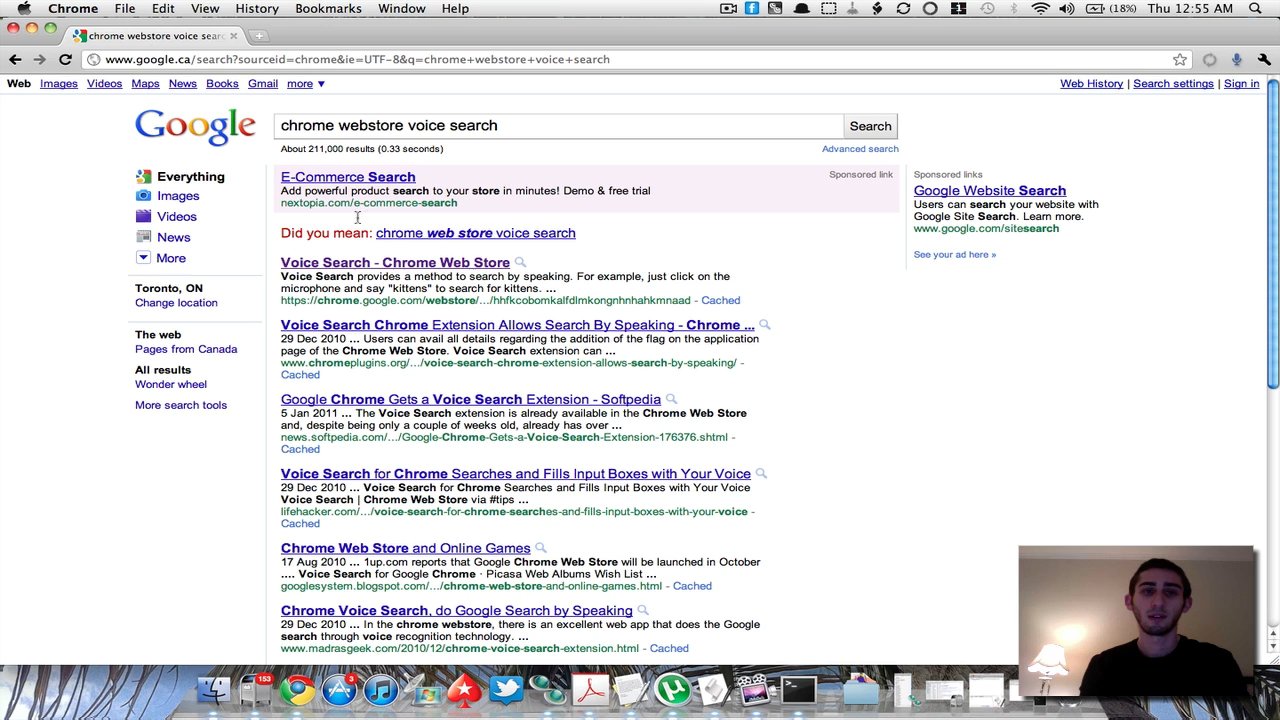 Chrome File Edit View History Bookmarks Window Help 1 (18%) Thu 12:55 AM
chrome webstore voice sear
www.google.ca/search?sourceid=chrome&ie=UTF-8&q=chrome+webstore+voice+search
Web Images Videos Maps News Books Gmail more ▼ Web History | Search settings | Sign in
Google
chrome webstore voice search Search
About 211,000 results (0.33 seconds) Advanced search
Everything
Images
Videos
News
More
Toronto, ON
Change location
The web
Pages from Canada
All results
Wonder wheel
More search tools
E-Commerce Search Sponsored link
Add powerful product search to your store in minutes! Demo & free trial
nextopia.com/e-commerce-search
Did you mean: chrome web store voice search
Voice Search - Chrome Web Store
Voice Search provides a method to search by speaking. For example, just click on the
microphone and say "kittens" to search for kittens. ...
https://chrome.google.com/webstore/.../hhfkcobomkalfdlmkongnhnhahkmnaad - Cached
Voice Search Chrome Extension Allows Search By Speaking - Chrome ...
29 Dec 2010 ... Users can avail all details regarding the addition of the flag on the application
page of the Chrome Web Store. Voice Search extension can ...
www.chromeplugins.org/.../voice-search-chrome-extension-allows-search-by-speaking/ -
Cached
Google Chrome Gets a Voice Search Extension - Softpedia
5 Jan 2011 ... The Voice Search extension is already available in the Chrome Web Store
and, despite being only a couple of weeks old, already has over ...
news.softpedia.com/.../Google-Chrome-Gets-a-Voice-Search-Extension-176376.shtml -
Cached
Voice Search for Chrome Searches and Fills Input Boxes with Your Voice
29 Dec 2010 ... Voice Search for Chrome Searches and Fills Input Boxes with Your Voice
Voice Search | Chrome Web Store via #tips ...
lifehacker.com/.../voice-search-for-chrome-searches-and-fills-input-boxes-with-your-voice -
Cached
Chrome Web Store and Online Games
17 Aug 2010 ... 1up.com reports that Google Chrome Web Store will be launched in October
.... Voice Search for Google Chrome · Picasa Web Albums Wish List ...
googlesystem.blogspot.com/.../chrome-web-store-and-online-games.html - Cached
Chrome Voice Search, do Google Search by Speaking
29 Dec 2010 ... In the chrome webstore, there is an excellent web app that does the Google
search through voice recognition technology. ...
www.madrasgeek.com/2010/12/chrome-voice-search-extension.html - Cached
Sponsored links
Google Website Search
Users can search your website with
Google Site Search. Learn more.
www.google.com/sitesearch
See your ad here »
153 3